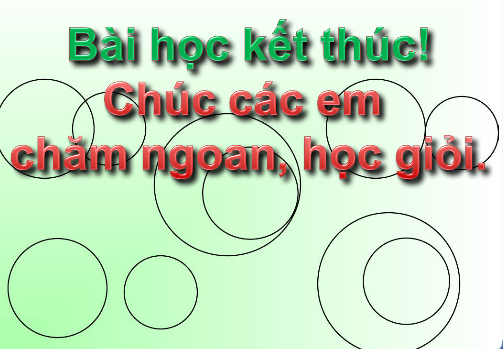 Bài học kết thúc!
Chúc các em
chăm ngoan, học giỏi.